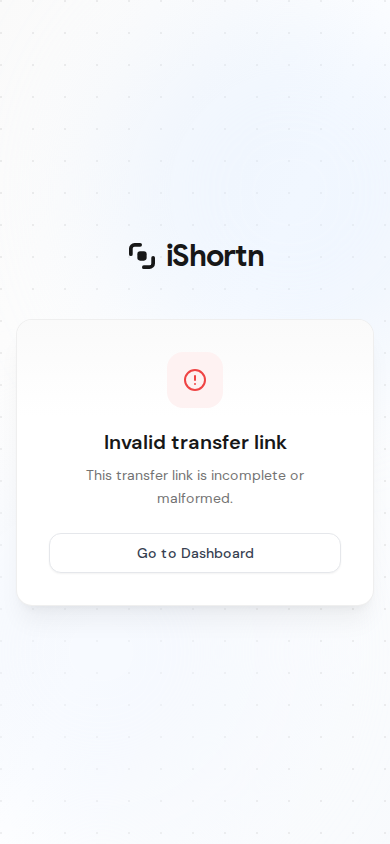 iShortn
Invalid transfer link
This transfer link is incomplete or
malformed.
Go to Dashboard